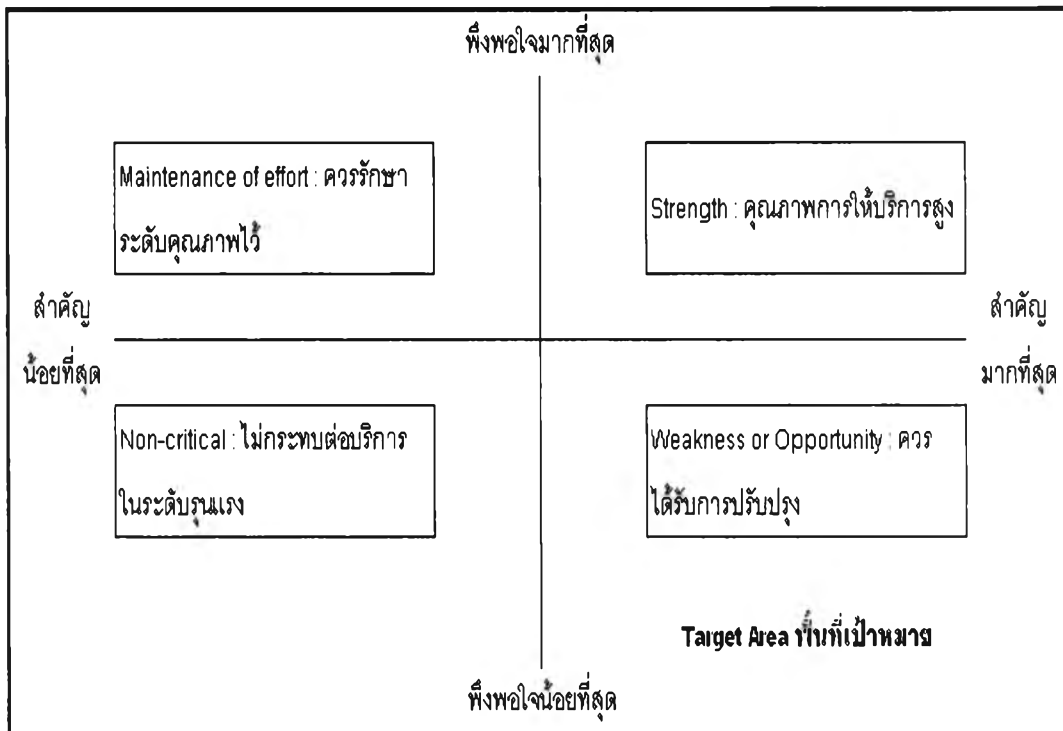 พึงพอใจมากที่สุด
Maintenance of effort : ควรรักษา
ระดับคุณภาพไว้
Strength : คุณภาพการให้บริการสูง
สำคัญ
น้อยที่สุด
สำคัญ
มากที่สุด
Non-critical : ไม่กระทบต่อบริการ
ในระดับรุนแรง
Weakness or Opportunity : ควร
ได้รับการปรับปรุง
Target Area พื้นที่เป้าหมาย
พึงพอใจน้อยที่สุด